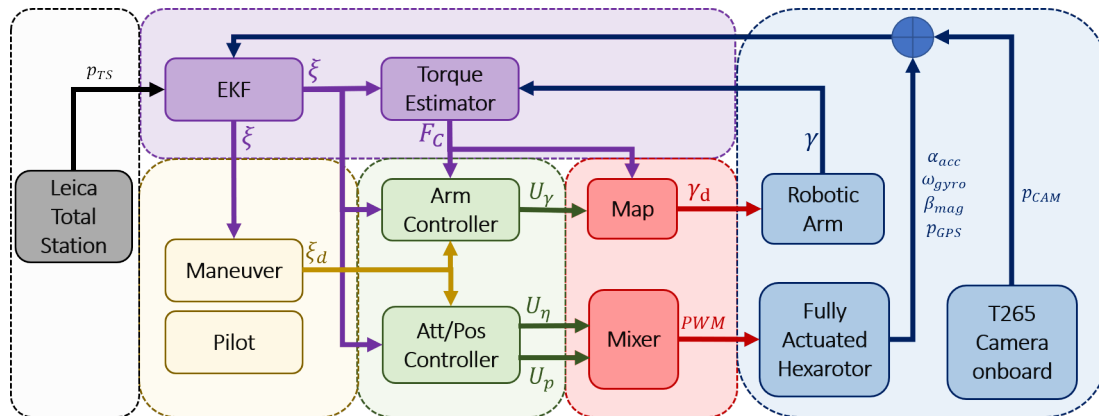 p_TS
Leica
Total
Station
EKF
ξ
ξ
Torque
Estimator
F_C
γ
α_acc
ω_gyro
β_mag
p_GPS
p_CAM
Maneuver
ξ_d
Pilot
Arm
Controller
U_γ
Map
γ_d
Robotic
Arm
Att/Pos
Controller
U_η
U_p
Mixer
PWM
Fully
Actuated
Hexarotor
T265
Camera
onboard